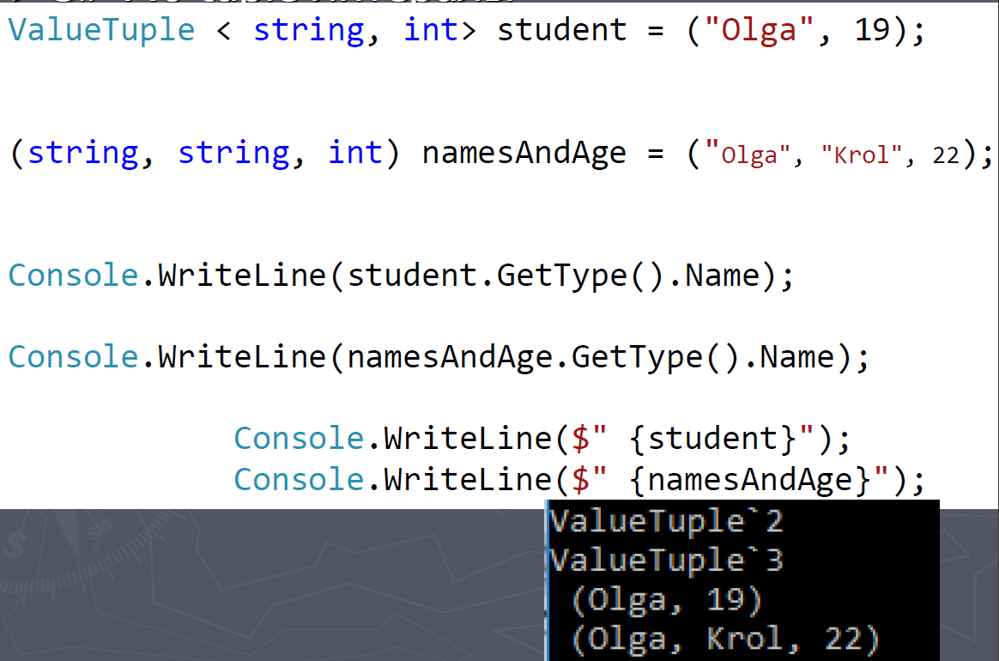 ValueTuple < string, int> student = ("Olga", 19);
(string, string, int) namesAndAge = ("Olga", "Krol", 22);
Console.WriteLine(student.GetType().Name);
Console.WriteLine(namesAndAge.GetType().Name);
Console.WriteLine($" {student}");
Console.WriteLine($" {namesAndAge}");
ValueTuple`2
ValueTuple`3
(Olga, 19)
(Olga, Krol, 22)